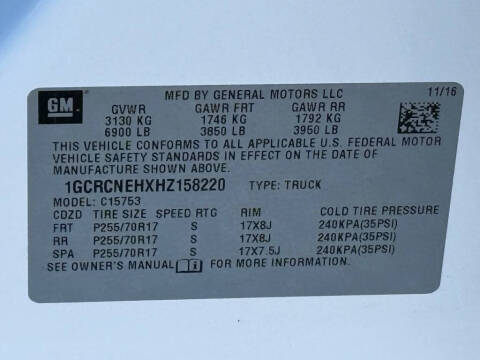 GM
MFD BY GENERAL MOTORS LLC 11/16
GVWR GAWR FRT GAWR RR
3130 KG 1746 KG 1792 KG
6900 LB 3850 LB 3950 LB
THIS VEHICLE CONFORMS TO ALL APPLICABLE U.S. FEDERAL MOTOR
VEHICLE SAFETY STANDARDS IN EFFECT ON THE DATE OF
MANUFACTURE SHOWN ABOVE.
1GCRCNEHXHZ158220 TYPE: TRUCK
MODEL: C15753
CDZD TIRE SIZE SPEED RTG RIM COLD TIRE PRESSURE
FRT P255/70R17 S 17X8J 240KPA(35PSI)
RR P255/70R17 S 17X8J 240KPA(35PSI)
SPA P255/70R17 S 17X7.5J 240KPA(35PSI)
SEE OWNER'S MANUAL FOR MORE INFORMATION.